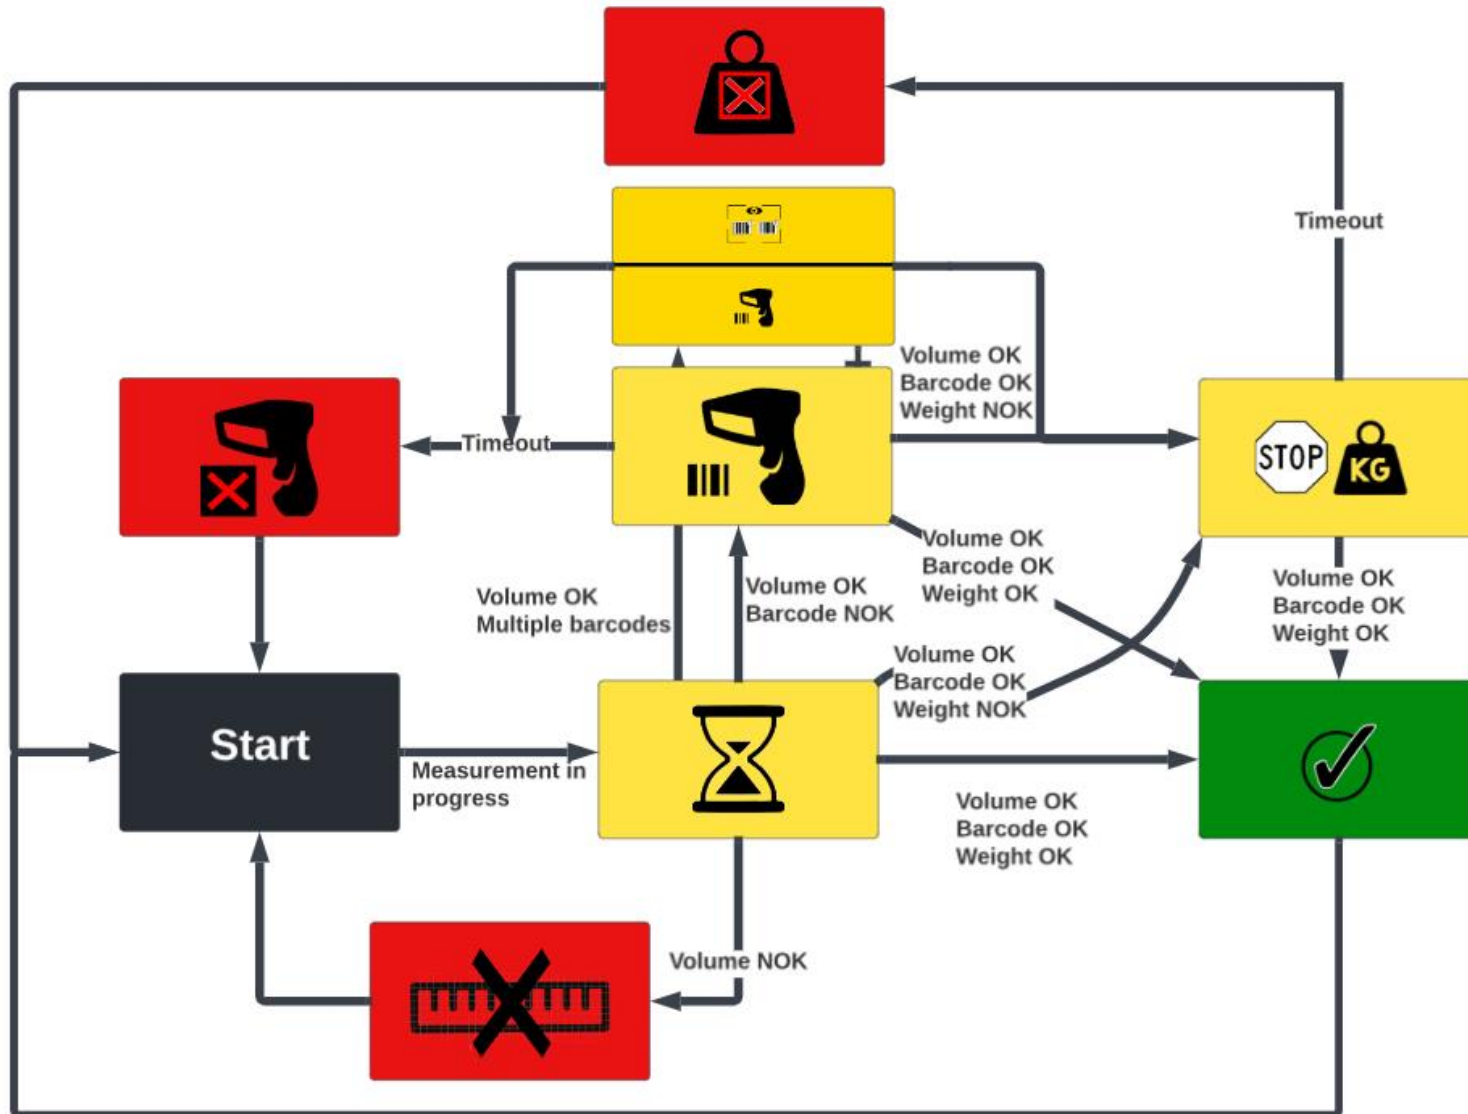 Timeout
Volume OK
Barcode OK
Weight NOK
Timeout
STOP
KG
Volume OK
Barcode OK
Weight OK
Volume OK
Multiple barcodes
Volume OK
Barcode NOK
Volume OK
Barcode OK
Weight OK
Volume OK
Barcode OK
Weight NOK
Start
Measurement in
progress
Volume OK
Barcode OK
Weight OK
Volume NOK